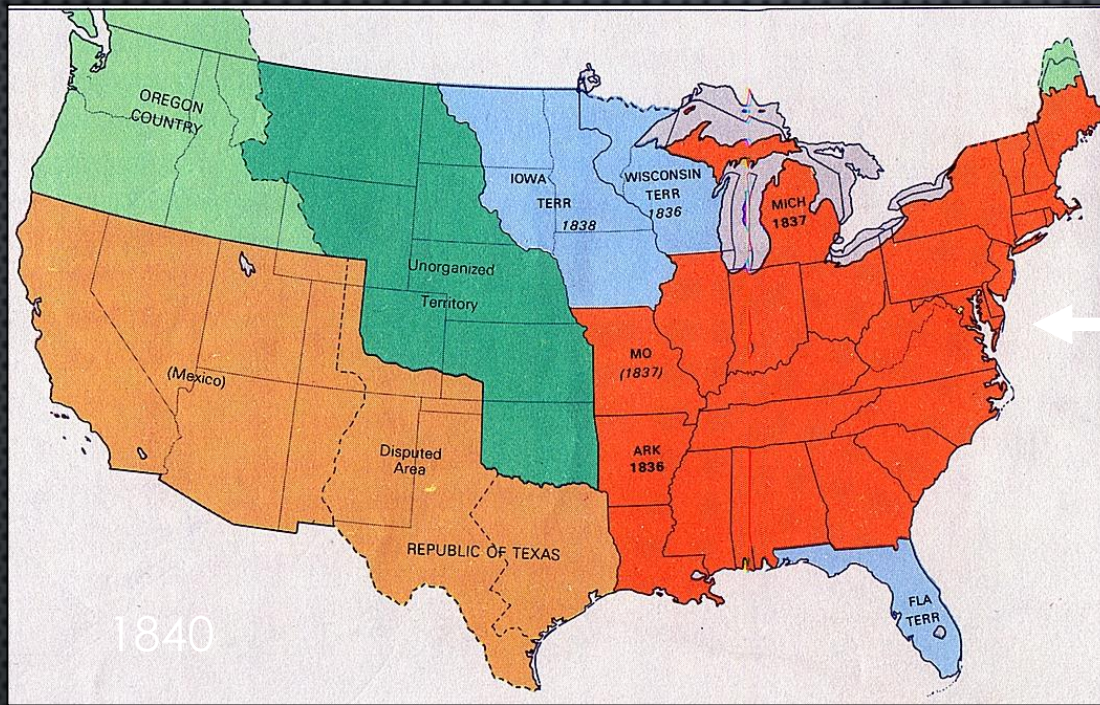 OREGON
COUNTRY
IOWA
TERR
1838
WISCONSIN
TERR
1836
MICH
1837
Unorganized
Territory
MO
(1837)
(Mexico)
Disputed
Area
ARK
1836
REPUBLIC OF TEXAS
FLA
TERR
1840